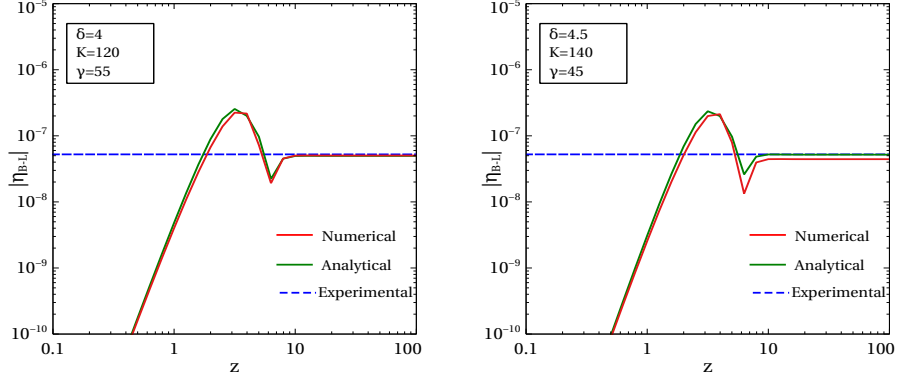 10⁻⁵
10⁻⁶
10⁻⁷
10⁻⁸
10⁻⁹
10⁻¹⁰
|η_B-L|
δ=4
K=120
γ=55
Numerical
Analytical
Experimental
0.1 1 10 100
z
10⁻⁵
10⁻⁶
10⁻⁷
10⁻⁸
10⁻⁹
10⁻¹⁰
|η_B-L|
δ=4.5
K=140
γ=45
Numerical
Analytical
Experimental
0.1 1 10 100
z